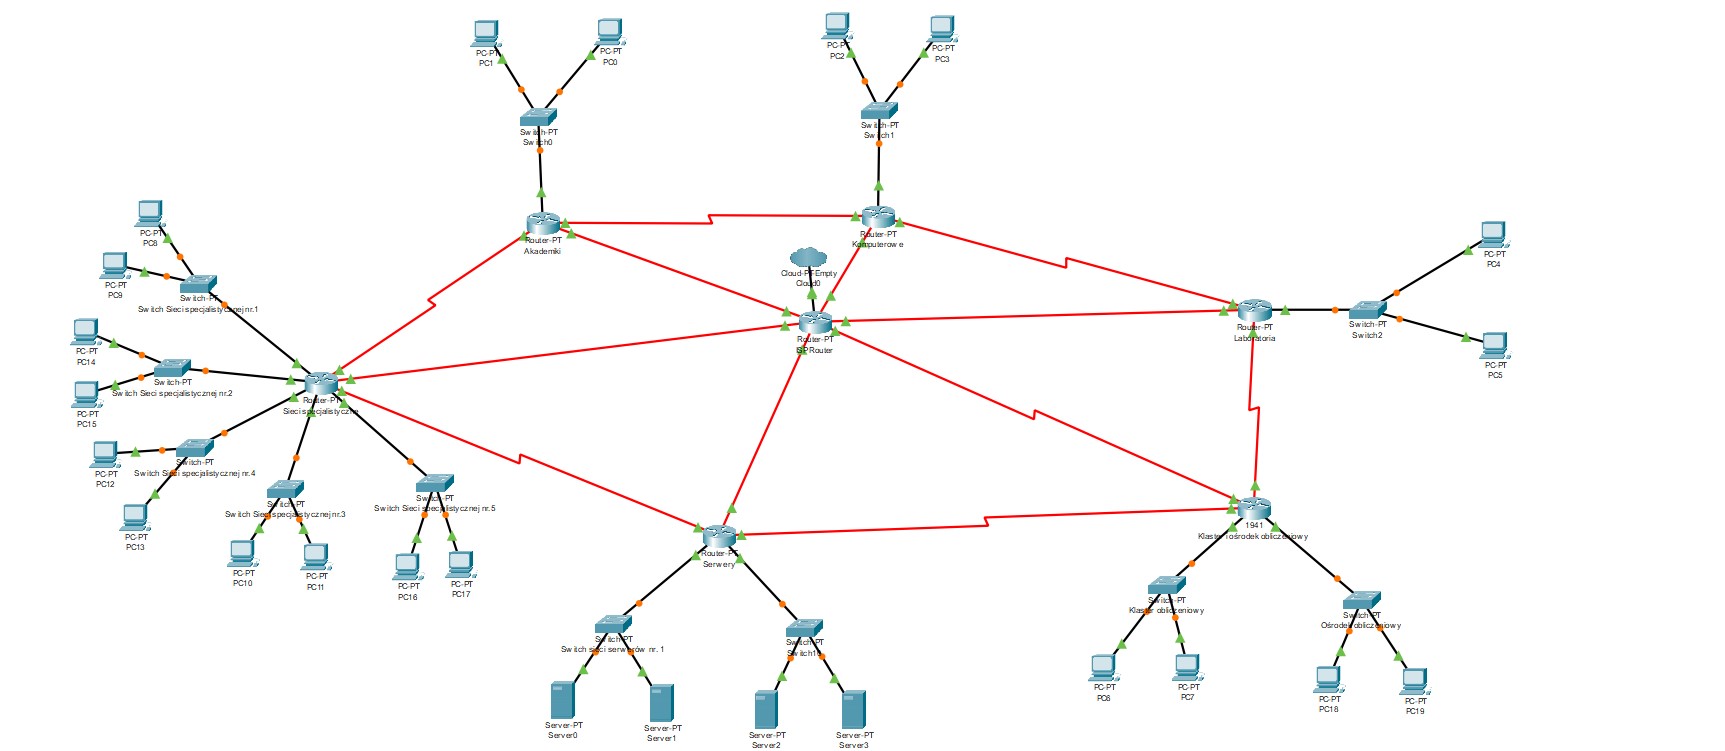 PC-PT
PC1
PC-PT
PC0
PC-PT
PC2
PC-PT
PC3
Switch-PT
Switch0
Switch-PT
Switch1
PC-PT
PC8
Router-PT
Akademki
Router-PT
Komputerowe
PC-PT
PC4
PC-PT
PC9
Cloud-PT-Empty
Cloud0
Switch-PT
Switch Sieci specjalistycznej nr.1
Router-PT
Laboratoria
Switch-PT
Switch2
Router-PT
GP Router
PC-PT
PC14
PC-PT
PC5
Switch-PT
Switch Sieci specjalistycznej nr.2
Router-PT
Sieci specjalistyczne
PC-PT
PC15
Switch-PT
Switch Sieci specjalistycznej nr.4
PC-PT
PC12
Switch-PT
Switch Sieci specjalistycznej nr.3
Switch-PT
Switch Sieci specjalistycznej nr.5
PC-PT
PC13
1941
Klaster i ośrodek obliczeniowy
Router-PT
Serwery
PC-PT
PC10
PC-PT
PC11
PC-PT
PC16
PC-PT
PC17
Switch-PT
Klaster obliczeniowy
Switch-PT
Ośrodek obliczeniowy
Switch-PT
Switch sieci serwerów nr. 1
Switch-PT
PC-PT
PC6
PC-PT
PC7
PC-PT
PC18
PC-PT
PC19
Server-PT
Server0
Server-PT
Server1
Server-PT
Server2
Server-PT
Server3